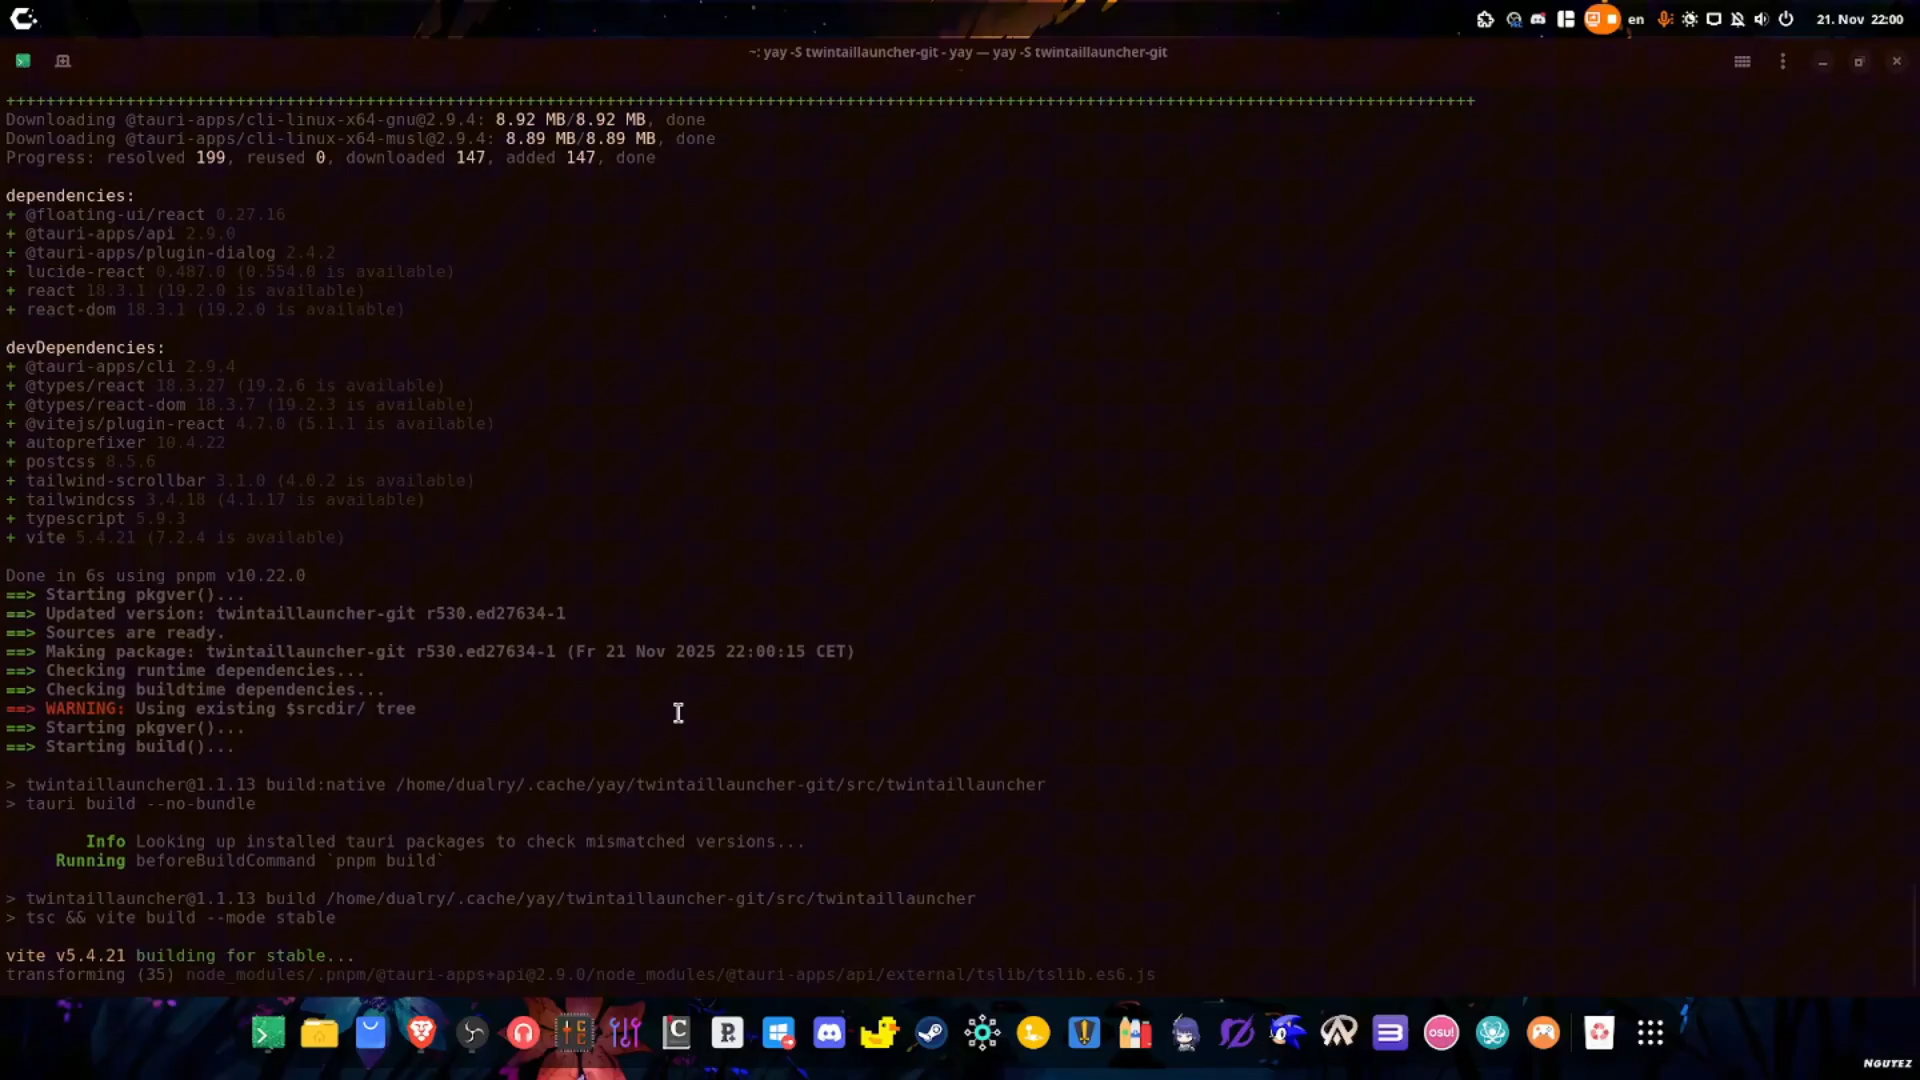 en
21. Nov 22:00
~: yay -S twintaillauncher-git - yay — yay -S twintaillauncher-git
+++++++++++++++++++++++++++++++++++++++++++++++++++++++++++++++++++++++++++++++++++++++++++++++++++++++++++++++++++++++++++++++++++++++++++++++++++
Downloading @tauri-apps/cli-linux-x64-gnu@2.9.4: 8.92 MB/8.92 MB, done
Downloading @tauri-apps/cli-linux-x64-musl@2.9.4: 8.89 MB/8.89 MB, done
Progress: resolved 199, reused 0, downloaded 147, added 147, done
dependencies:
+ @floating-ui/react 0.27.16
+ @tauri-apps/api 2.9.0
+ @tauri-apps/plugin-dialog 2.4.2
+ lucide-react 0.487.0 (0.554.0 is available)
+ react 18.3.1 (19.2.0 is available)
+ react-dom 18.3.1 (19.2.0 is available)
devDependencies:
+ @tauri-apps/cli 2.9.4
+ @types/react 18.3.27 (19.2.6 is available)
+ @types/react-dom 18.3.7 (19.2.3 is available)
+ @vitejs/plugin-react 4.7.0 (5.1.1 is available)
+ autoprefixer 10.4.22
+ postcss 8.5.6
+ tailwind-scrollbar 3.1.0 (4.0.2 is available)
+ tailwindcss 3.4.18 (4.1.17 is available)
+ typescript 5.9.3
+ vite 5.4.21 (7.2.4 is available)
Done in 6s using pnpm v10.22.0
==> Starting pkgver()...
==> Updated version: twintaillauncher-git r530.ed27634-1
==> Sources are ready.
==> Making package: twintaillauncher-git r530.ed27634-1 (Fr 21 Nov 2025 22:00:15 CET)
==> Checking runtime dependencies...
==> Checking buildtime dependencies...
==> WARNING: Using existing $srcdir/ tree
==> Starting pkgver()...
==> Starting build()...
> twintaillauncher@1.1.13 build:native /home/dualry/.cache/yay/twintaillauncher-git/src/twintaillauncher
> tauri build --no-bundle
Info Looking up installed tauri packages to check mismatched versions...
Running beforeBuildCommand `pnpm build`
> twintaillauncher@1.1.13 build /home/dualry/.cache/yay/twintaillauncher-git/src/twintaillauncher
> tsc && vite build --mode stable
vite v5.4.21 building for stable...
transforming (35) node_modules/.pnpm/@tauri-apps+api@2.9.0/node_modules/@tauri-apps/api/external/tslib/tslib.es6.js
osu!
NGUYEZ